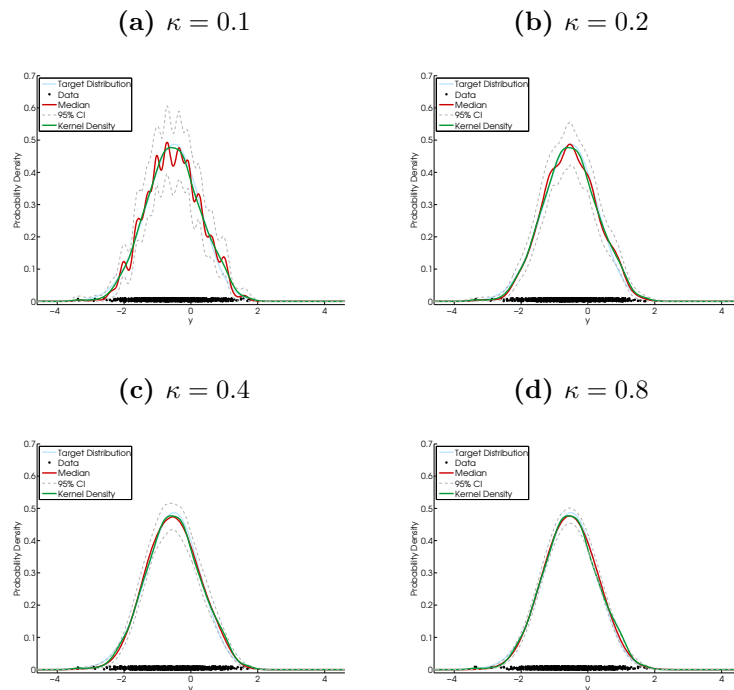 (a) κ = 0.1
(b) κ = 0.2
0.7
0.6
0.5
0.4
0.3
0.2
0.1
0
Probability Density
Target Distribution
Data
Median
95% CI
Kernel Density
−4
−2
0
2
4
y
0.7
0.6
0.5
0.4
0.3
0.2
0.1
0
Probability Density
Target Distribution
Data
Median
95% CI
Kernel Density
−4
−2
0
2
4
y
(c) κ = 0.4
(d) κ = 0.8
0.7
0.6
0.5
0.4
0.3
0.2
0.1
0
Probability Density
Target Distribution
Data
Median
95% CI
Kernel Density
−4
−2
0
2
4
y
0.7
0.6
0.5
0.4
0.3
0.2
0.1
0
Probability Density
Target Distribution
Data
Median
95% CI
Kernel Density
−4
−2
0
2
4
y